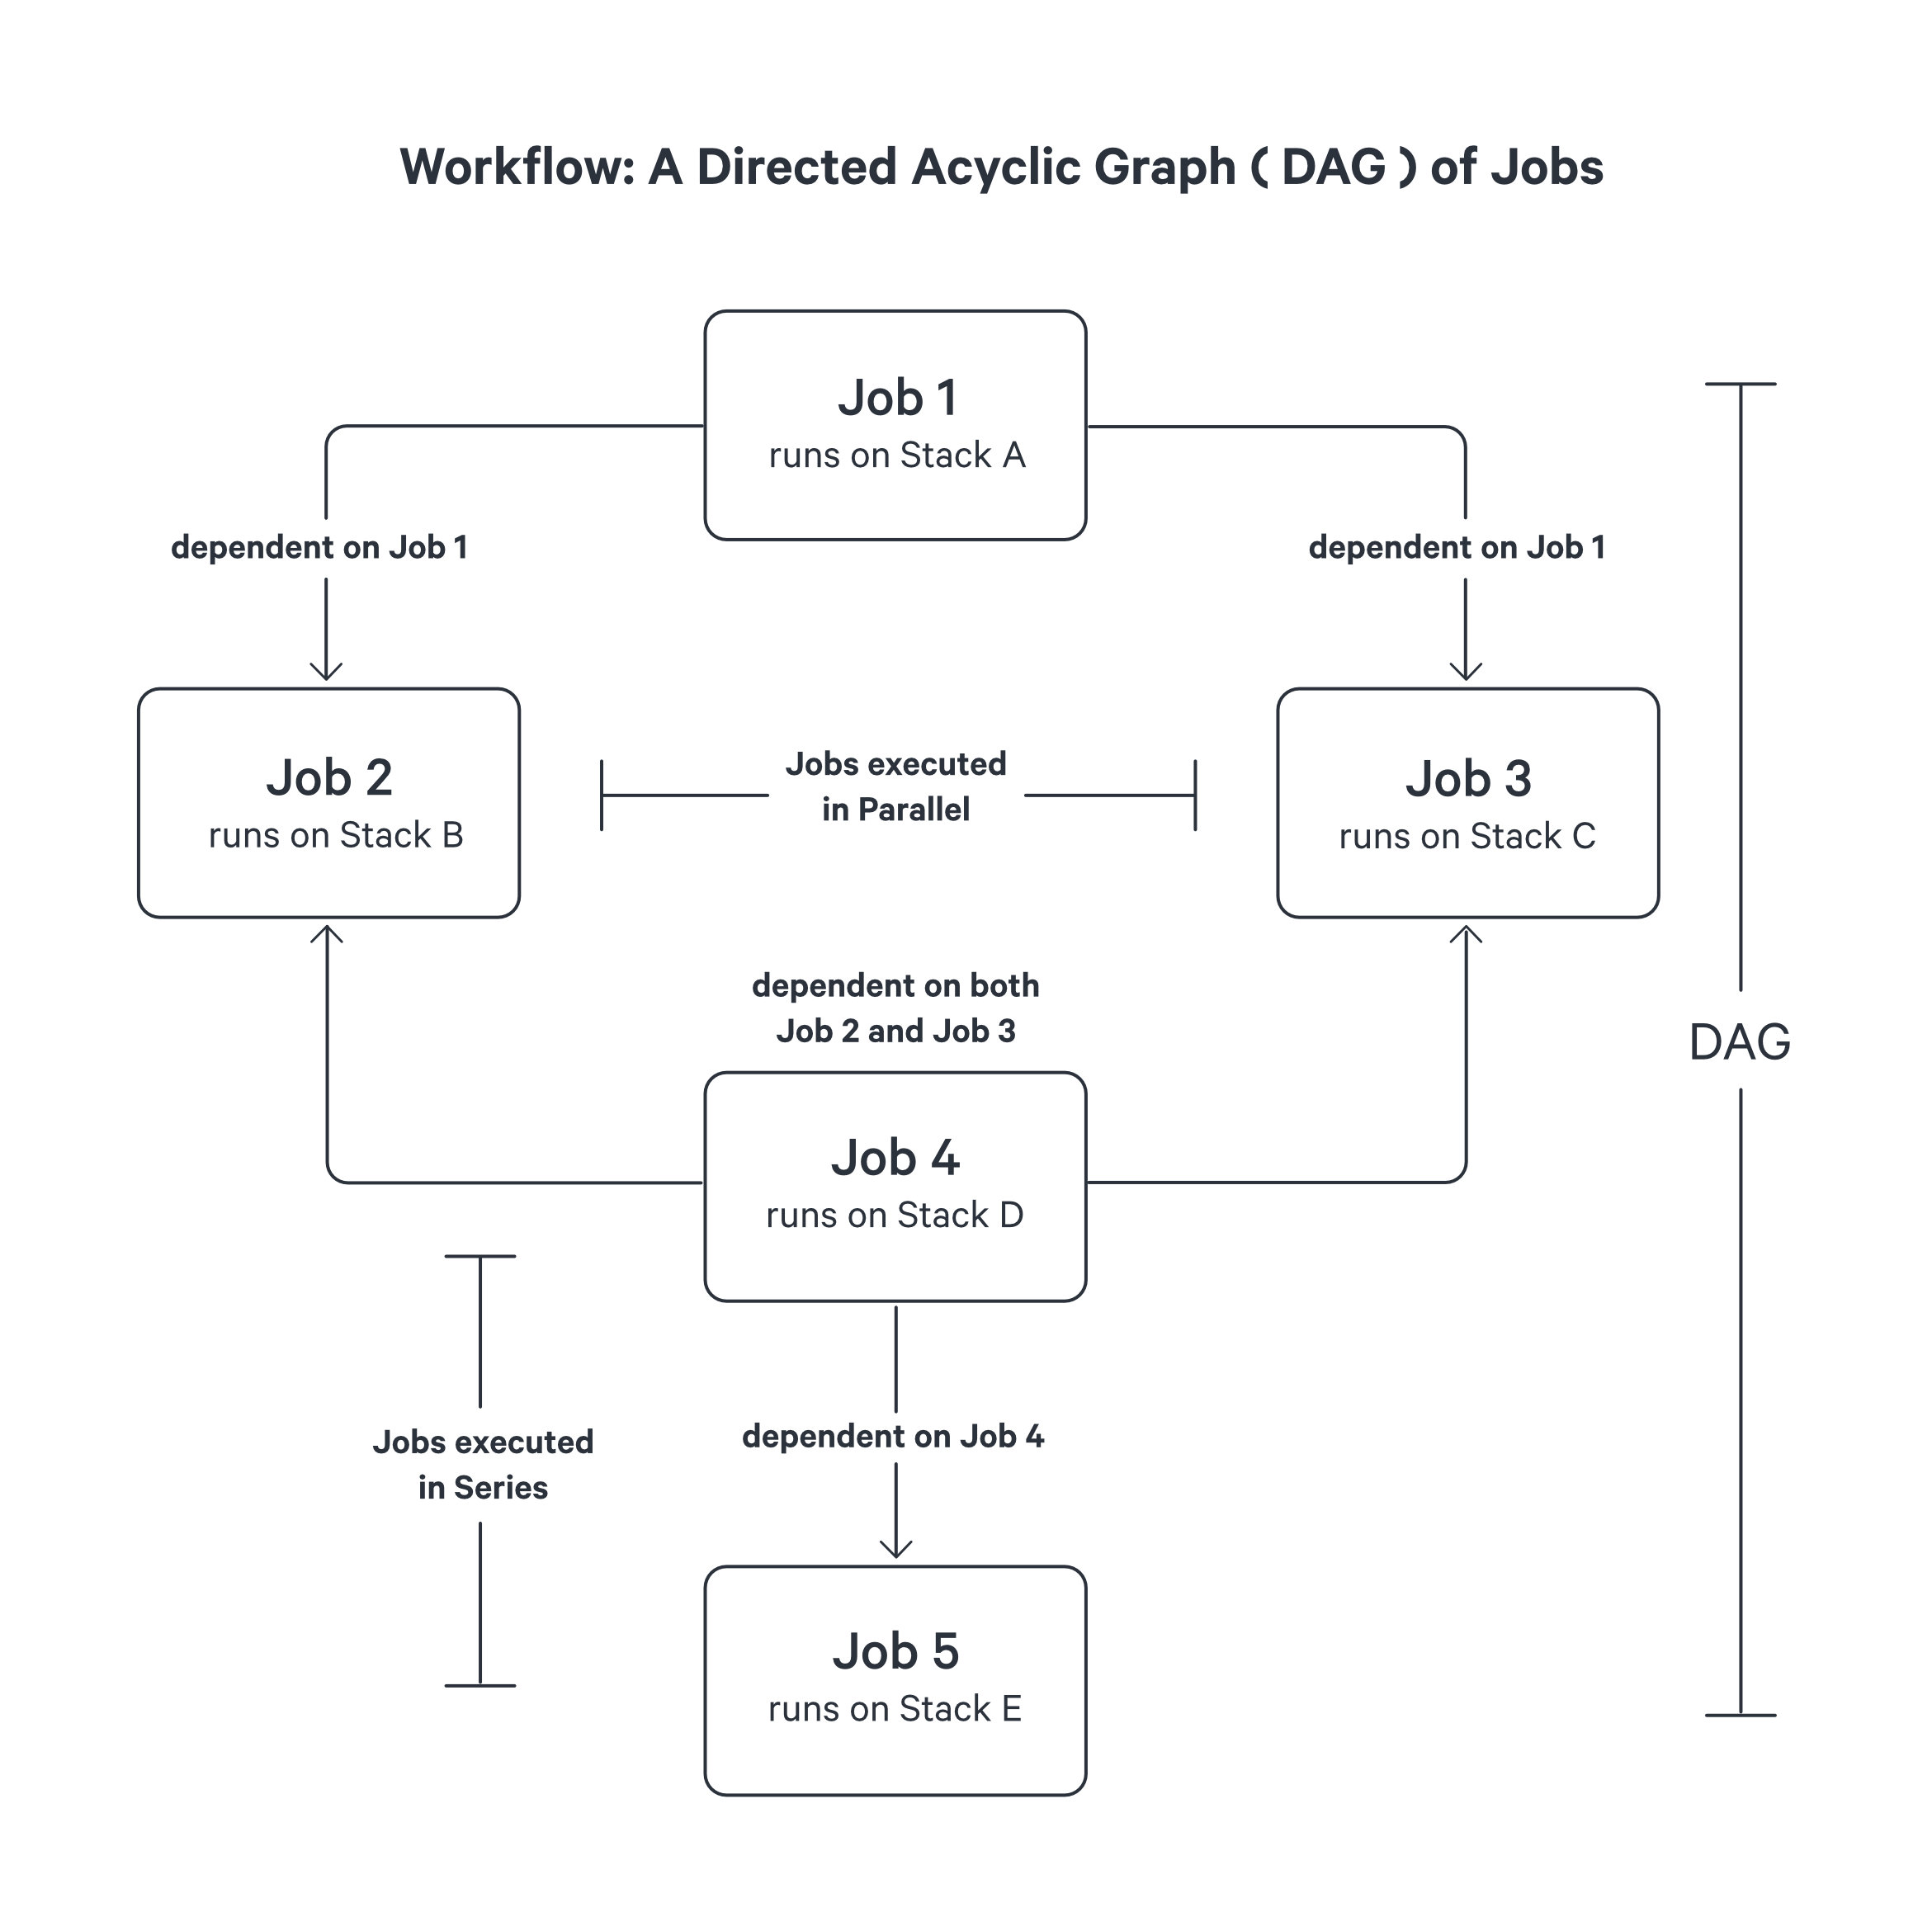 Workflow: A Directed Acyclic Graph ( DAG ) of Jobs
Job 1
runs on Stack A
dependent on Job 1
dependent on Job 1
Job 2
runs on Stack B
Jobs executed
in Parallel
Job 3
runs on Stack C
dependent on both
Job 2 and Job 3
DAG
Job 4
runs on Stack D
Jobs executed
in Series
dependent on Job 4
Job 5
runs on Stack E